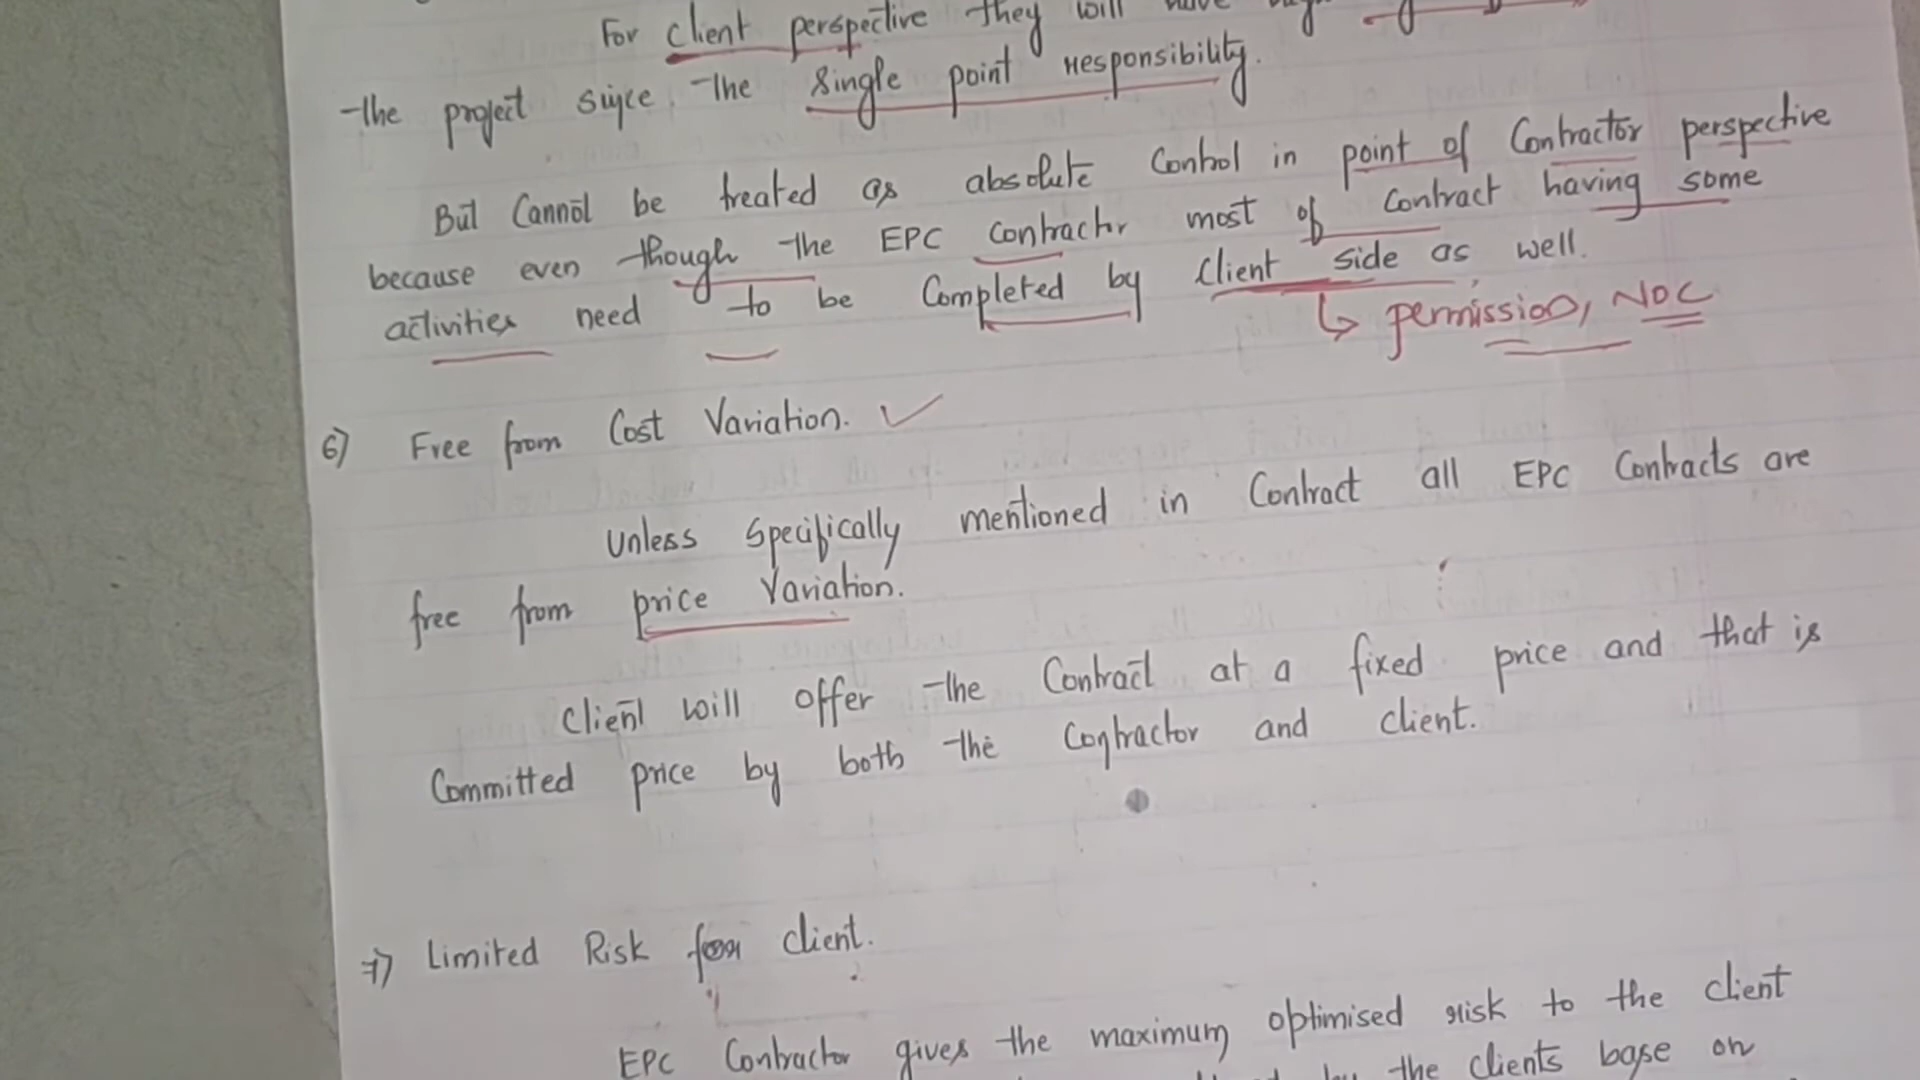 For client perspective they will have
the project since the single point responsibility.
But Cannot be treated as absolute Control in point of Contractor perspective
because even though the EPC contractor most of contract having some
activities need to be Completed by client side as well.
↳ permission, NOC
6) Free from Cost Variation. ✓
Unless Specifically mentioned in Contract all EPC Contracts are
free from price Variation.
Client will offer the Contract at a fixed price and that is
Committed price by both the Contractor and client.
7) Limited Risk for client.
EPC Contractor gives the maximum optimised risk to the client
by the clients base on